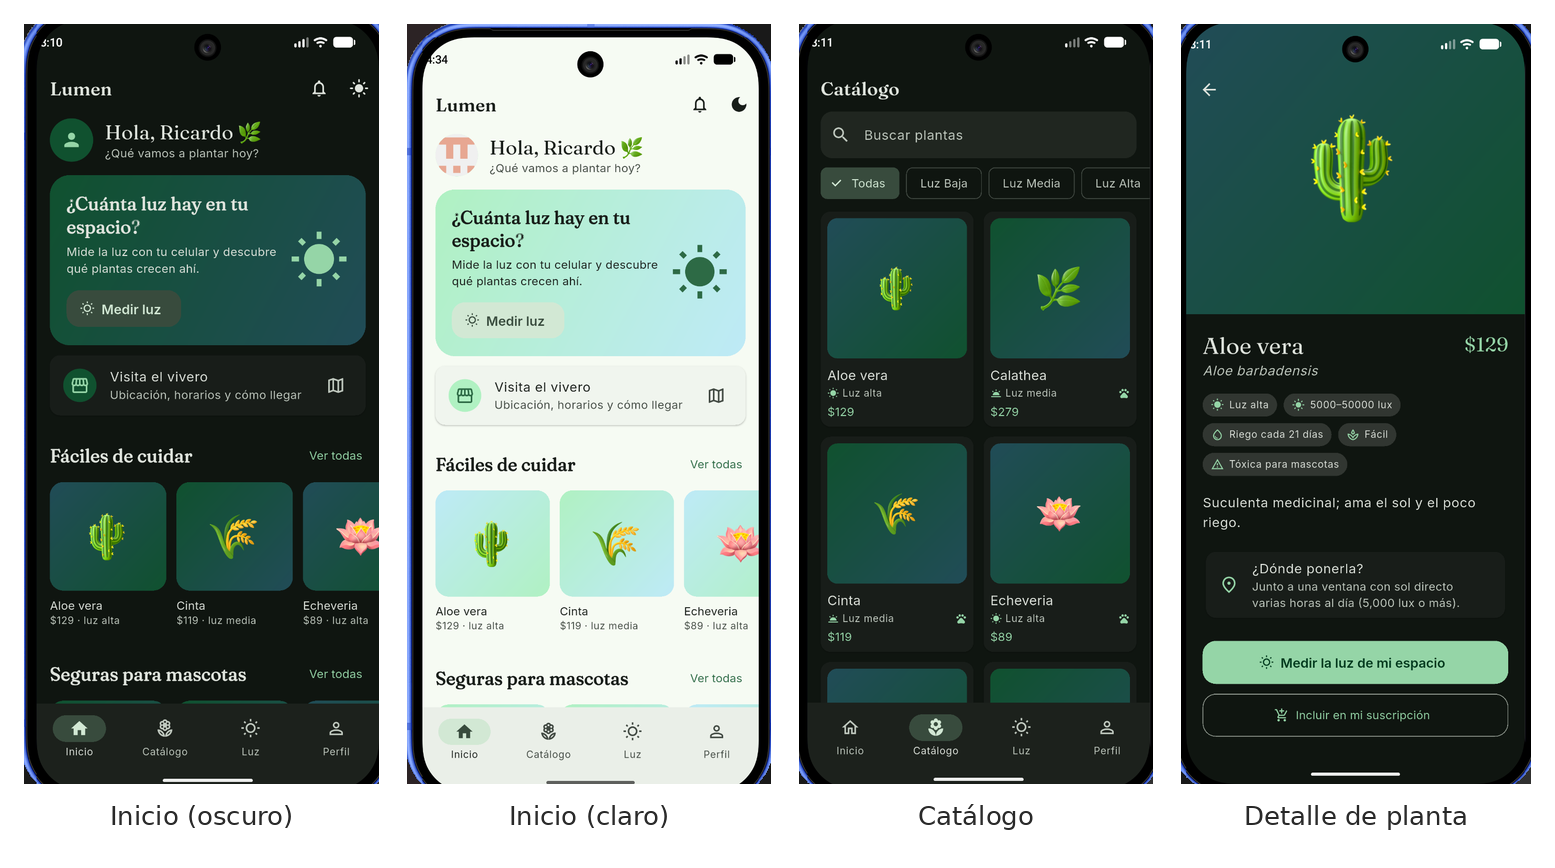 3:10
Lumen
Hola, Ricardo
¿Qué vamos a plantar hoy?
¿Cuánta luz hay en tu
espacio?
Mide la luz con tu celular y descubre
qué plantas crecen ahí.
Medir luz
Visita el vivero
Ubicación, horarios y cómo llegar
Fáciles de cuidar
Ver todas
Aloe vera
$129 · luz alta
Cinta
$119 · luz media
Echeveria
$89 · luz alta
Seguras para mascotas
Ver todas
Inicio
Catálogo
Luz
Perfil
Inicio (oscuro)
4:34
Lumen
Hola, Ricardo
¿Qué vamos a plantar hoy?
¿Cuánta luz hay en tu
espacio?
Mide la luz con tu celular y descubre
qué plantas crecen ahí.
Medir luz
Visita el vivero
Ubicación, horarios y cómo llegar
Fáciles de cuidar
Ver todas
Aloe vera
$129 · luz alta
Cinta
$119 · luz media
Echeveria
$89 · luz alta
Seguras para mascotas
Ver todas
Inicio
Catálogo
Luz
Perfil
Inicio (claro)
3:11
Catálogo
Buscar plantas
Todas
Luz Baja
Luz Media
Luz Alta
Aloe vera
Luz alta
$129
Calathea
Luz media
$279
Cinta
Luz media
$119
Echeveria
Luz alta
$89
Inicio
Catálogo
Luz
Perfil
Catálogo
3:11
Aloe vera
$129
Aloe barbadensis
Luz alta
5000–50000 lux
Riego cada 21 días
Fácil
Tóxica para mascotas
Suculenta medicinal; ama el sol y el poco
riego.
¿Dónde ponerla?
Junto a una ventana con sol directo
varias horas al día (5,000 lux o más).
Medir la luz de mi espacio
Incluir en mi suscripción
Detalle de planta